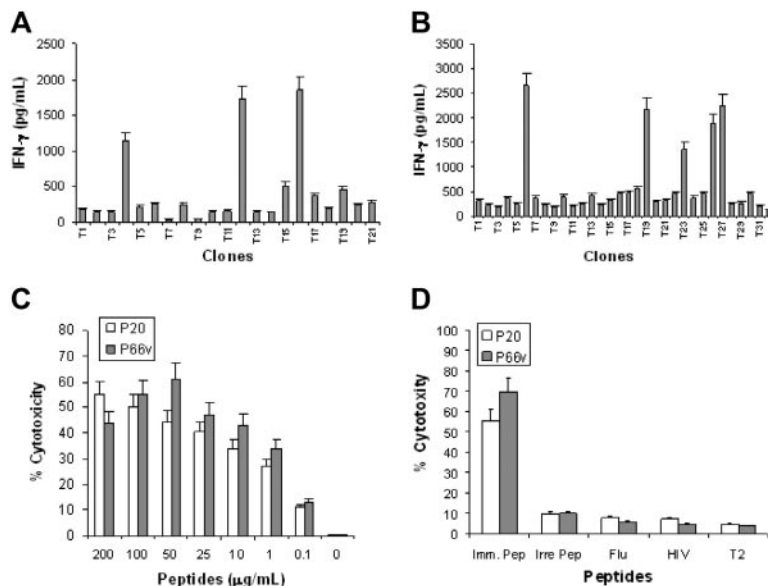 A
2500
2000
1500
1000
500
0
IFN-γ (pg/mL)
T1 T3 T5 T7 T9 T11 T13 T15 T17 T19 T21
Clones
B
3500
3000
2500
2000
1500
1000
500
0
IFN-γ (pg/mL)
T1 T3 T5 T7 T9 T11 T13 T15 T17 T19 T21 T23 T25 T27 T29 T31
Clones
C
P20
P66v
80
70
60
50
40
30
20
10
0
% Cytotoxicity
200 100 50 25 10 1 0.1 0
Peptides (µg/mL)
D
P20
P66v
100
90
80
70
60
50
40
30
20
10
0
% Cytotoxity
Imm. Pep Irre Pep Flu HIV T2
Peptides